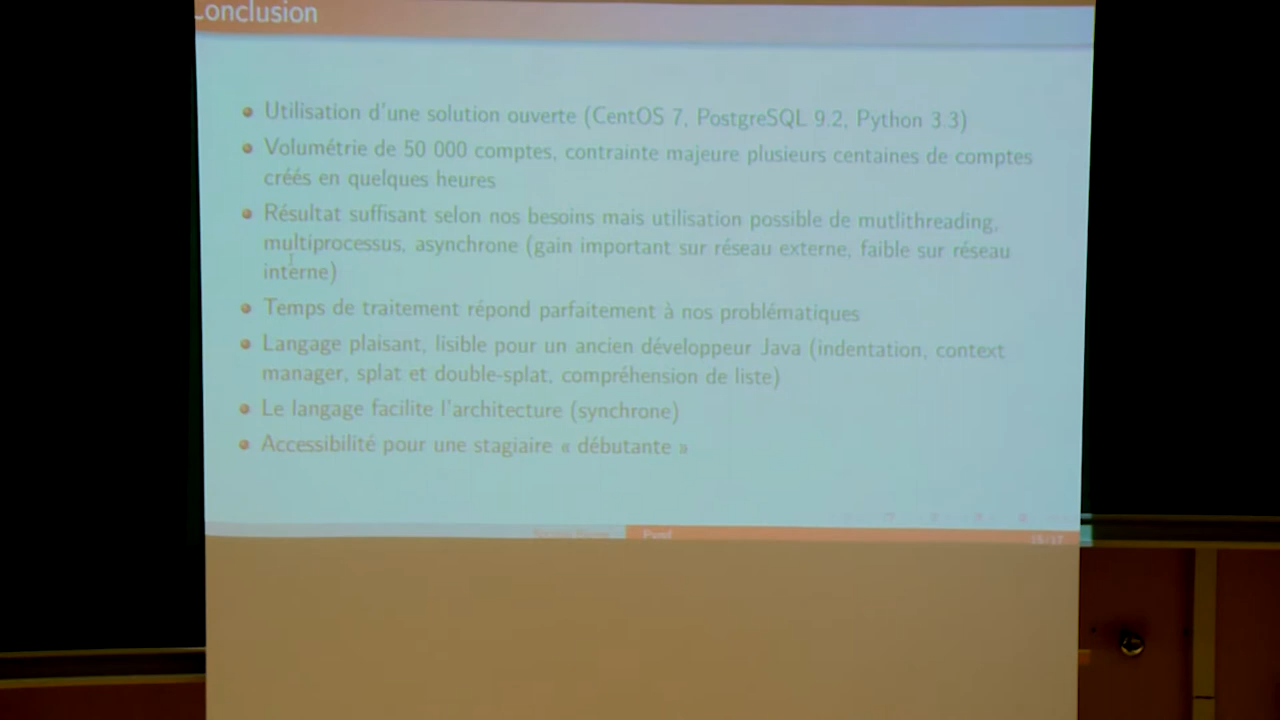 Conclusion
Utilisation d'une solution ouverte (CentOS 7, PostgreSQL 9.2, Python 3.3)
Volumétrie de 50 000 comptes, contrainte majeure plusieurs centaines de comptes
créés en quelques heures
Résultat suffisant selon nos besoins mais utilisation possible de mutlithreading,
multiprocessus, asynchrone (gain important sur réseau externe, faible sur réseau
interne)
Temps de traitement répond parfaitement à nos problématiques
Langage plaisant, lisible pour un ancien développeur Java (indentation, context
manager, splat et double-splat, compréhension de liste)
Le langage facilite l'architecture (synchrone)
Accessibilité pour une stagiaire « débutante »
15/17